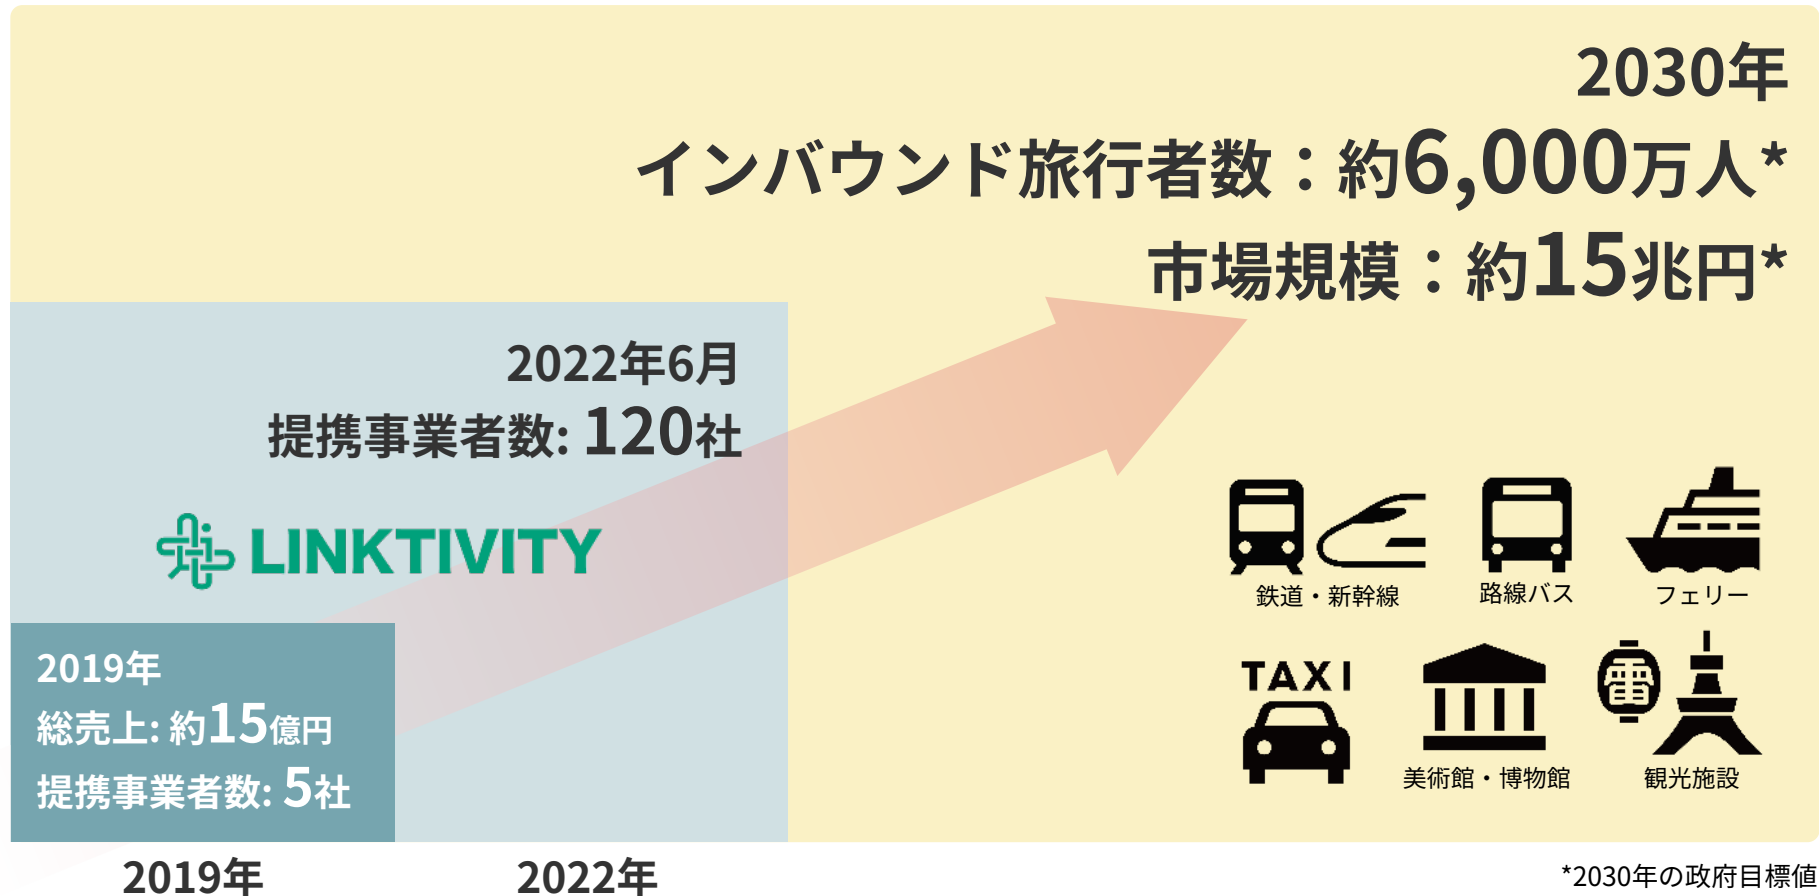 2030年
インバウンド旅行者数：約6,000万人*
市場規模：約15兆円*
2022年6月
提携事業者数: 120社
LINKTIVITY
2019年
総売上: 約15億円
提携事業者数: 5社
鉄道・新幹線
路線バス
フェリー
TAXI
電
美術館・博物館
観光施設
2019年
2022年
*2030年の政府目標値